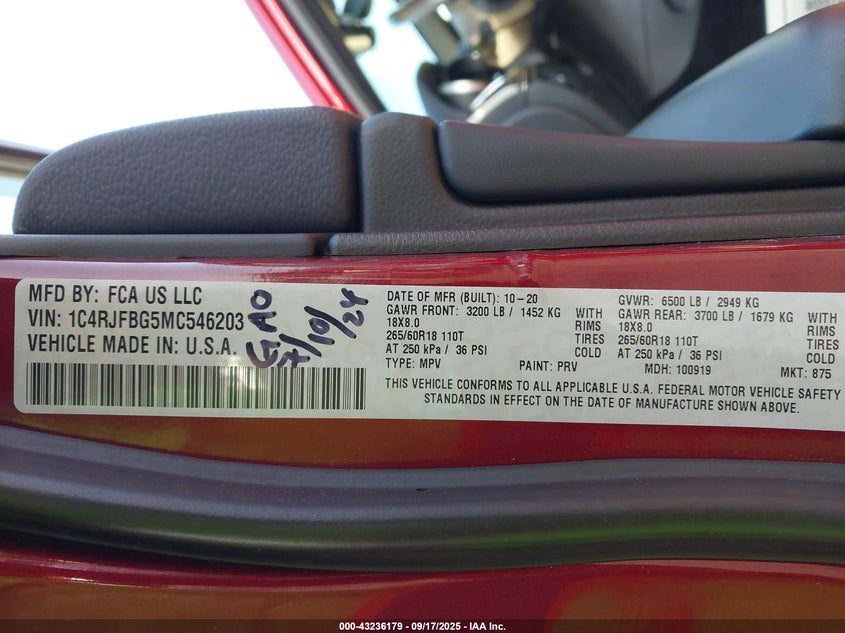 MFD BY: FCA US LLC
VIN: 1C4RJFBG5MC546203
VEHICLE MADE IN: U.S.A.
GAO
7/10/24
DATE OF MFR (BUILT): 10-20
GAWR FRONT: 3200 LB / 1452 KG WITH
18X8.0 RIMS
265/60R18 110T TIRES
AT 250 kPa / 36 PSI COLD
TYPE: MPV PAINT: PRV
GVWR: 6500 LB / 2949 KG
GAWR REAR: 3700 LB / 1679 KG WITH
18X8.0 RIMS
265/60R18 110T TIRES
AT 250 kPa / 36 PSI COLD
MDH: 100919 MKT: 875
THIS VEHICLE CONFORMS TO ALL APPLICABLE U.S.A. FEDERAL MOTOR VEHICLE SAFETY
STANDARDS IN EFFECT ON THE DATE OF MANUFACTURE SHOWN ABOVE.
000-43236179 - 09/17/2025 - IAA Inc.